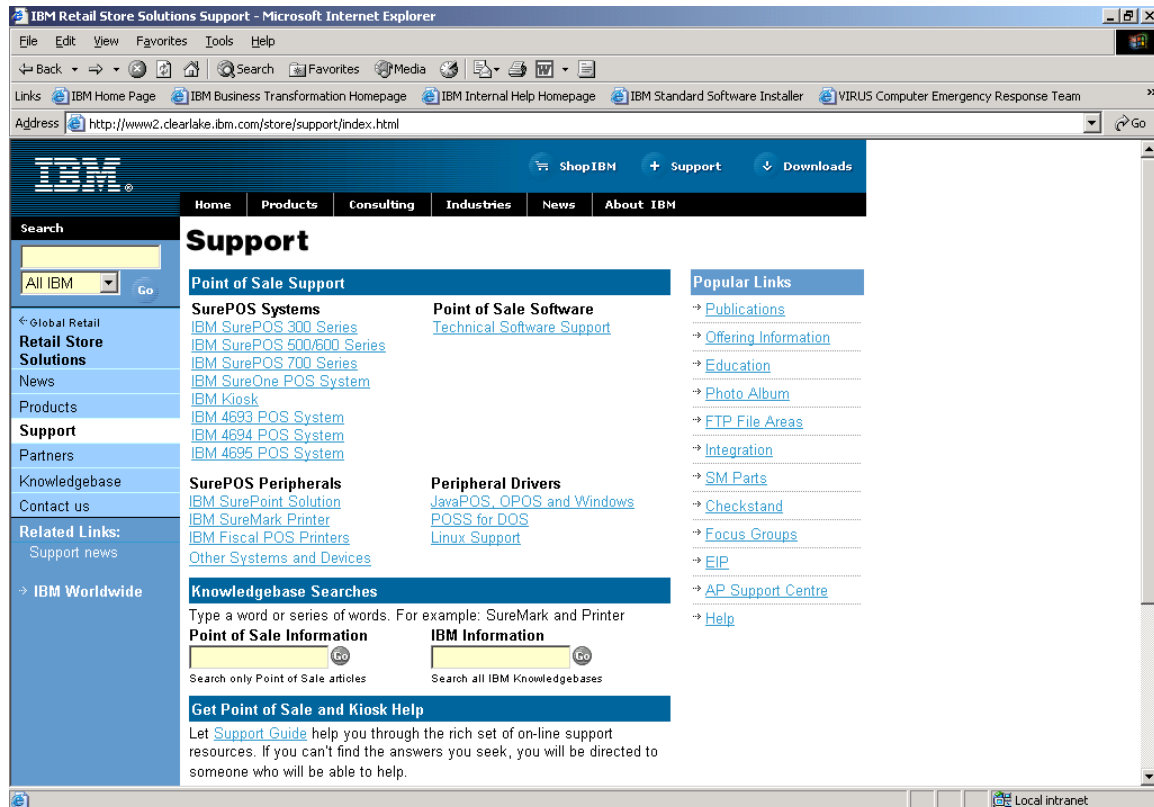 IBM Retail Store Solutions Support - Microsoft Internet Explorer
File Edit View Favorites Tools Help
Back Search Favorites Media
Links IBM Home Page IBM Business Transformation Homepage IBM Internal Help Homepage IBM Standard Software Installer VIRUS Computer Emergency Response Team »
Address http://www2.clearlake.ibm.com/store/support/index.html Go
IBM®
ShopIBM + Support Downloads
Home Products Consulting Industries News About IBM
Search
All IBM Go
Global Retail
Retail Store
Solutions
News
Products
Support
Partners
Knowledgebase
Contact us
Related Links:
Support news
IBM Worldwide
Support
Point of Sale Support
SurePOS Systems
IBM SurePOS 300 Series
IBM SurePOS 500/600 Series
IBM SurePOS 700 Series
IBM SureOne POS System
IBM Kiosk
IBM 4693 POS System
IBM 4694 POS System
IBM 4695 POS System
Point of Sale Software
Technical Software Support
SurePOS Peripherals
IBM SurePoint Solution
IBM SureMark Printer
IBM Fiscal POS Printers
Other Systems and Devices
Peripheral Drivers
JavaPOS, OPOS and Windows
POSS for DOS
Linux Support
Knowledgebase Searches
Type a word or series of words. For example: SureMark and Printer
Point of Sale Information
Go
Search only Point of Sale articles
IBM Information
Go
Search all IBM Knowledgebases
Get Point of Sale and Kiosk Help
Let Support Guide help you through the rich set of on-line support
resources. If you can't find the answers you seek, you will be directed to
someone who will be able to help.
Popular Links
Publications
Offering Information
Education
Photo Album
FTP File Areas
Integration
SM Parts
Checkstand
Focus Groups
EIP
AP Support Centre
Help
Local intranet